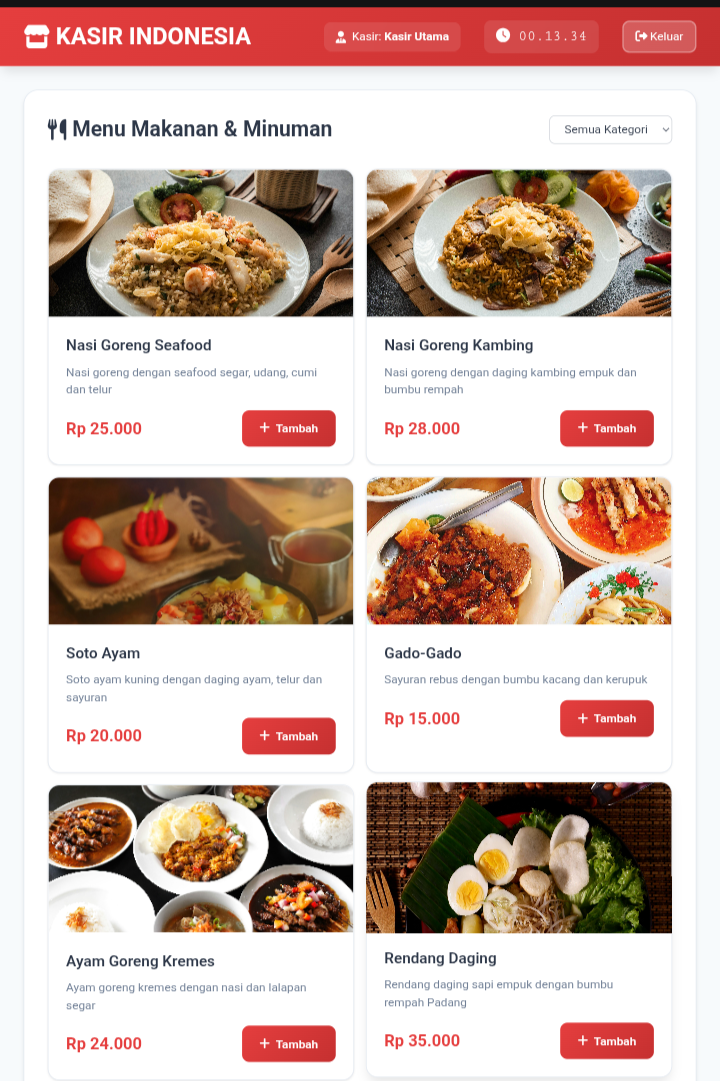 KASIR INDONESIA
Kasir: Kasir Utama
00.13.34
Keluar
Menu Makanan & Minuman
Semua Kategori
Nasi Goreng Seafood
Nasi goreng dengan seafood segar, udang, cumi
dan telur
Rp 25.000
+ Tambah
Nasi Goreng Kambing
Nasi goreng dengan daging kambing empuk dan
bumbu rempah
Rp 28.000
+ Tambah
Soto Ayam
Soto ayam kuning dengan daging ayam, telur dan
sayuran
Rp 20.000
+ Tambah
Gado-Gado
Sayuran rebus dengan bumbu kacang dan kerupuk
Rp 15.000
+ Tambah
Ayam Goreng Kremes
Ayam goreng kremes dengan nasi dan lalapan
segar
Rp 24.000
+ Tambah
Rendang Daging
Rendang daging sapi empuk dengan bumbu
rempah Padang
Rp 35.000
+ Tambah